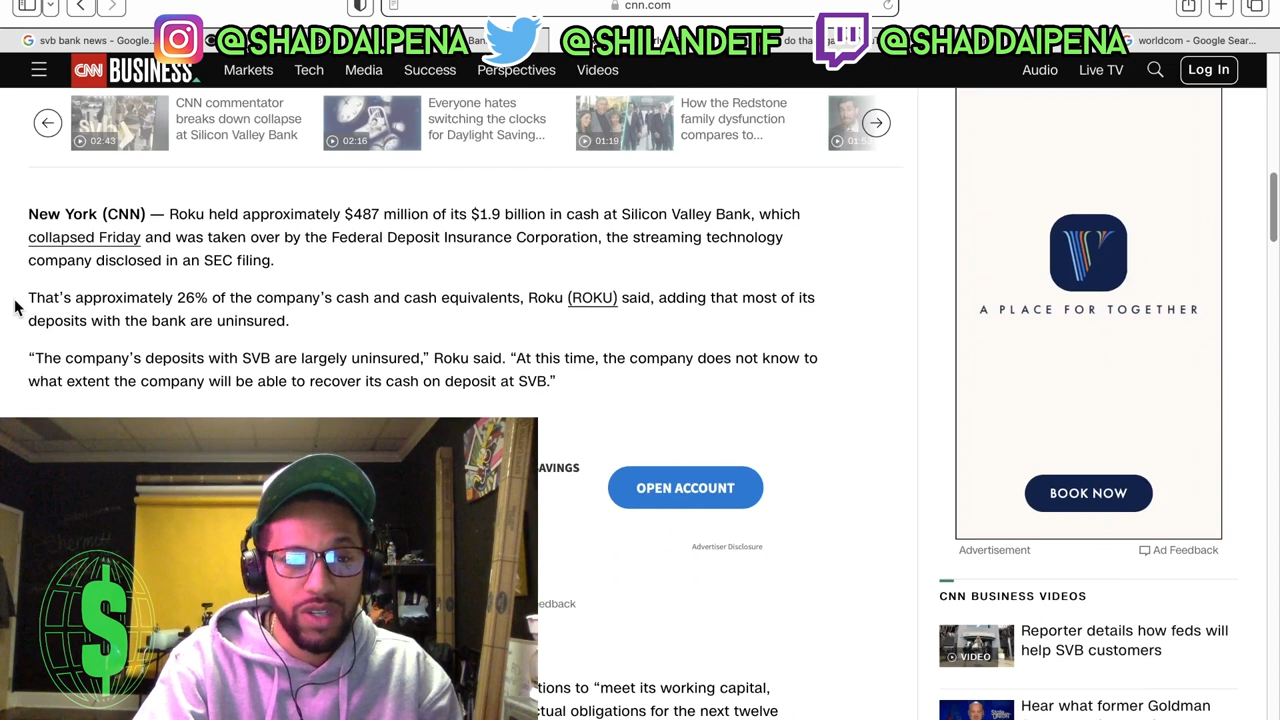 cnn.com
svb bank news - Google...
@SHADDAI.PENA
@SHILANDETF
@SHADDAIPENA
worldcom - Google Sear...
CNN BUSINESS
Markets
Tech
Media
Success
Perspectives
Videos
Audio
Live TV
Log In
CNN commentator
breaks down collapse
at Silicon Valley Bank
02:43
Everyone hates
switching the clocks
for Daylight Saving...
02:16
How the Redstone
family dysfunction
compares to...
01:19
New York (CNN) — Roku held approximately $487 million of its $1.9 billion in cash at Silicon Valley Bank, which
collapsed Friday and was taken over by the Federal Deposit Insurance Corporation, the streaming technology
company disclosed in an SEC filing.
That’s approximately 26% of the company’s cash and cash equivalents, Roku (ROKU) said, adding that most of its
deposits with the bank are uninsured.
“The company’s deposits with SVB are largely uninsured,” Roku said. “At this time, the company does not know to
what extent the company will be able to recover its cash on deposit at SVB.”
AVINGS
OPEN ACCOUNT
Advertiser Disclosure
edback
tions to “meet its working capital,
tual obligations for the next twelve
$
V
A PLACE FOR TOGETHER
BOOK NOW
Advertisement
Ad Feedback
CNN BUSINESS VIDEOS
Reporter details how feds will
help SVB customers
VIDEO
Hear what former Goldman